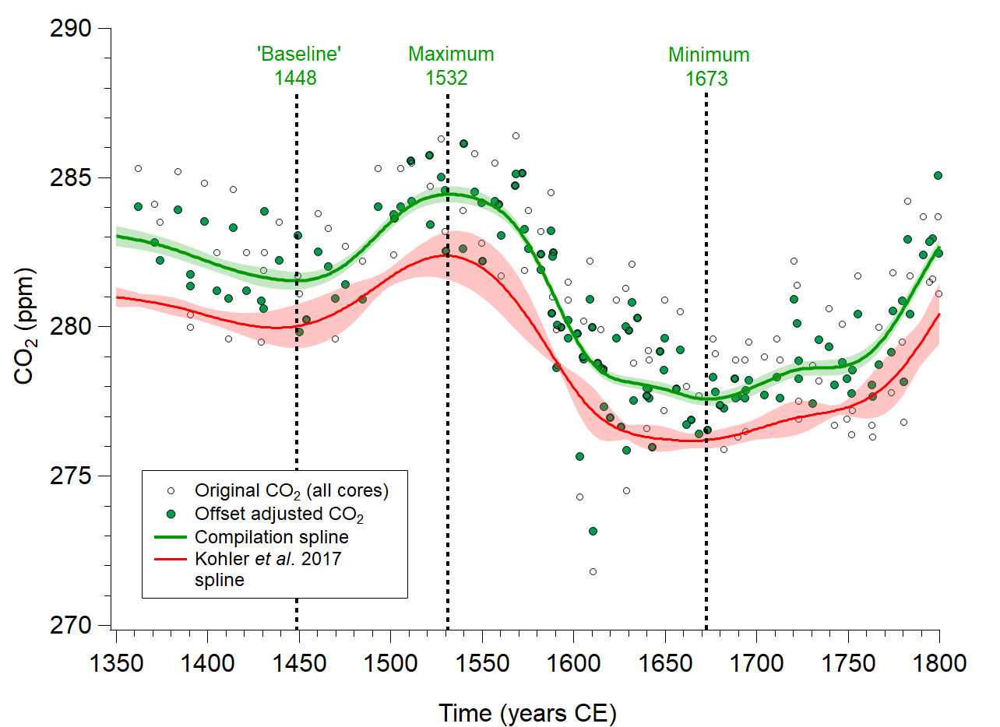 290
285
280
275
270
CO2 (ppm)
'Baseline'
1448
Maximum
1532
Minimum
1673
Original CO2 (all cores)
Offset adjusted CO2
Compilation spline
Kohler et al. 2017
spline
1350 1400 1450 1500 1550 1600 1650 1700 1750 1800
Time (years CE)